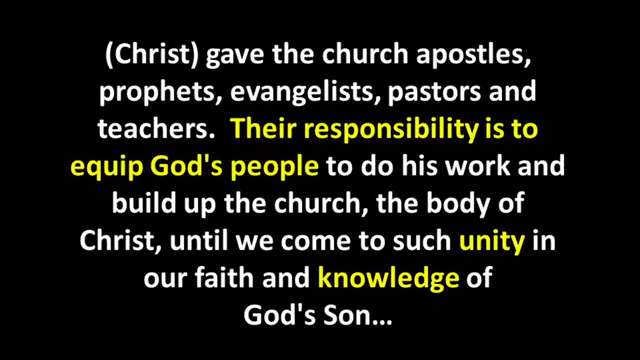 (Christ) gave the church apostles,
prophets, evangelists, pastors and
teachers.  Their responsibility is to
equip God's people to do his work and
build up the church, the body of
Christ, until we come to such unity in
our faith and knowledge of
God's Son...